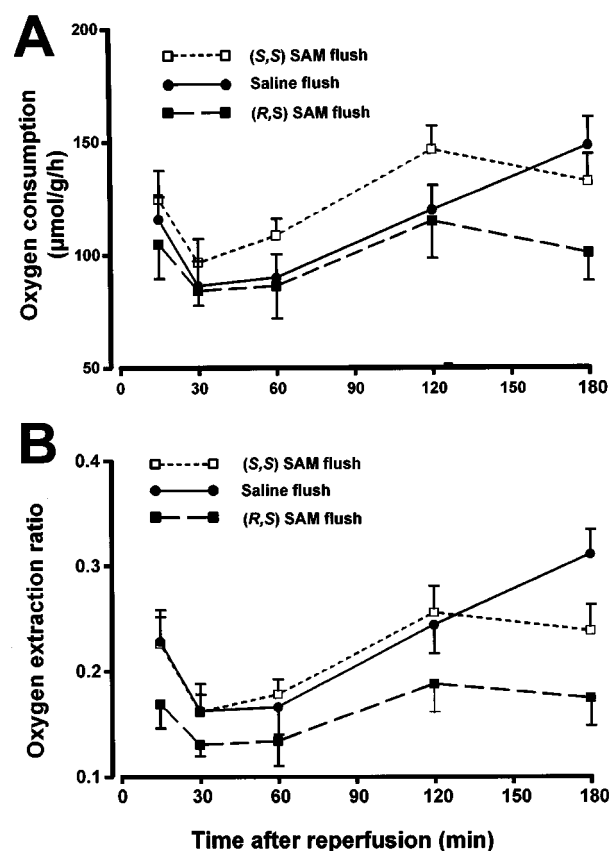 A
200
(S,S) SAM flush
Saline flush
(R,S) SAM flush
150
100
50
Oxygen consumption
(µmol/g/h)
0 30 60 90 120 150 180
B
0.4
(S,S) SAM flush
Saline flush
(R,S) SAM flush
0.3
0.2
0.1
Oxygen extraction ratio
0 30 60 90 120 150 180
Time after reperfusion (min)